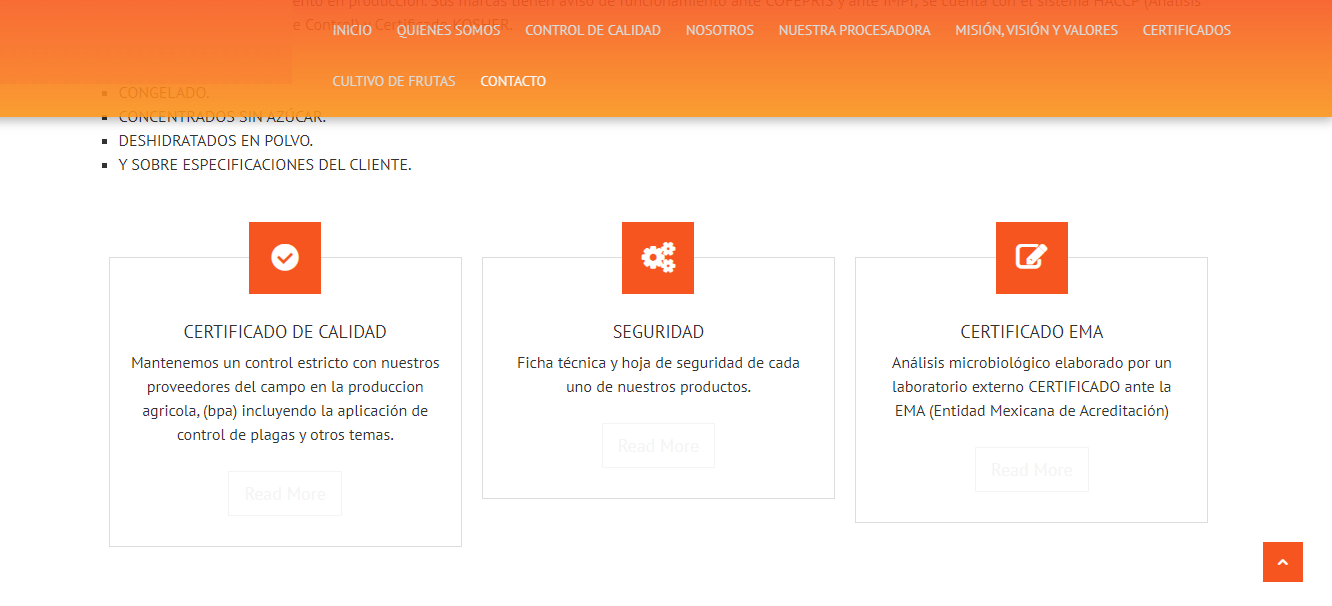 ento en producción. Sus marcas tienen aviso de funcionamiento ante COFEPRIS y ante IMPI, se cuenta con el sistema HACCP (Análisis
e Control) y Certificado KOSHER.
INICIO QUIENES SOMOS CONTROL DE CALIDAD NOSOTROS NUESTRA PROCESADORA MISIÓN, VISIÓN Y VALORES CERTIFICADOS
CULTIVO DE FRUTAS CONTACTO
CONGELADO.
CONCENTRADOS SIN AZÚCAR.
DESHIDRATADOS EN POLVO.
Y SOBRE ESPECIFICACIONES DEL CLIENTE.
CERTIFICADO DE CALIDAD
Mantenemos un control estricto con nuestros
proveedores del campo en la produccion
agricola, (bpa) incluyendo la aplicación de
control de plagas y otros temas.
Read More
SEGURIDAD
Ficha técnica y hoja de seguridad de cada
uno de nuestros productos.
Read More
CERTIFICADO EMA
Análisis microbiológico elaborado por un
laboratorio externo CERTIFICADO ante la
EMA (Entidad Mexicana de Acreditación)
Read More